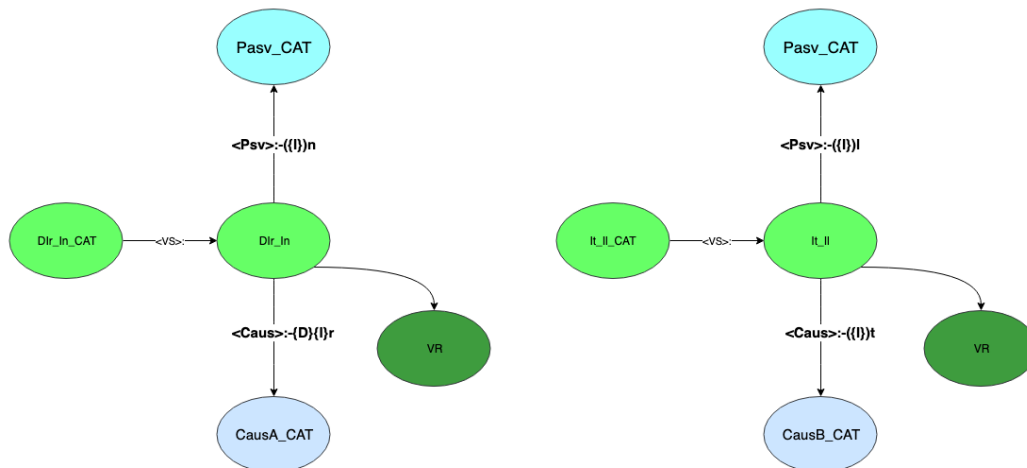 Pasv_CAT
<Psv>:-({I})n
DIr_In_CAT
<VS>:
DIr_In
<Caus>:-{D}{I}r
VR
CausA_CAT
Pasv_CAT
<Psv>:-({I})l
It_Il_CAT
<VS>:
It_Il
<Caus>:-({I})t
VR
CausB_CAT